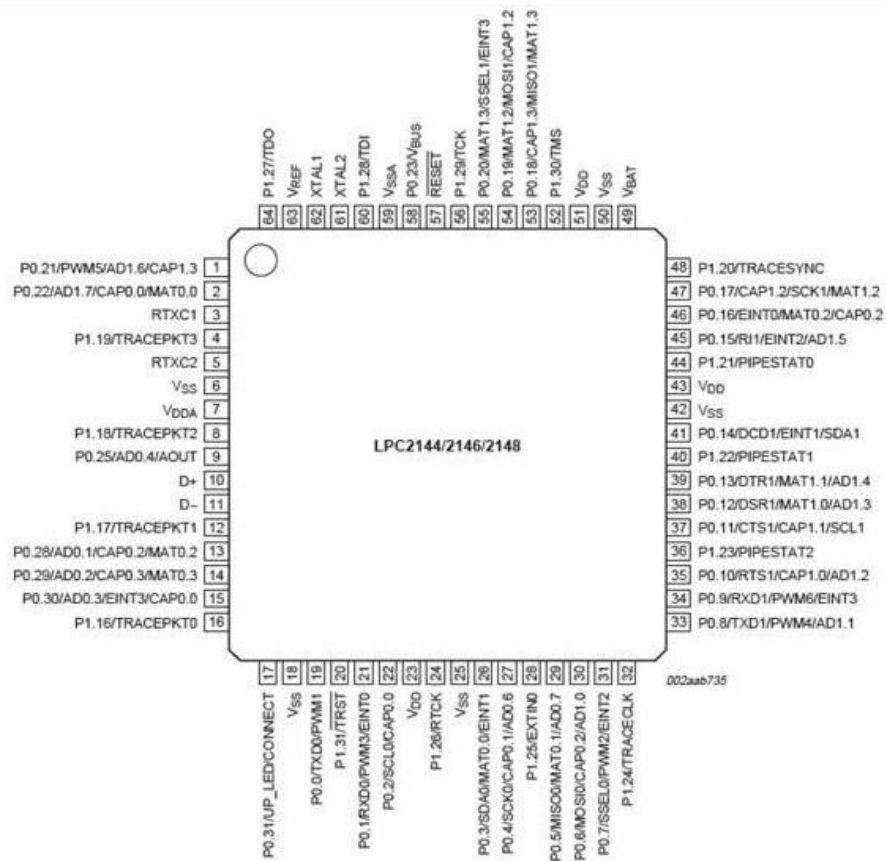 P1.27/TDO
64
VREF
63
XTAL1
62
XTAL2
61
P1.28/TDI
60
VSSA
59
P0.23/VBUS
58
RESET
57
P1.29/TCK
56
P0.20/MAT1.3/SSEL1/EINT3
55
P0.19/MAT1.2/MOSI1/CAP1.2
54
P0.18/CAP1.3/MISO1/MAT1.3
53
P1.30/TMS
52
VDD
51
VSS
50
VBAT
49
P0.21/PWM5/AD1.6/CAP1.3 1
P0.22/AD1.7/CAP0.0/MAT0.0 2
RTXC1 3
P1.19/TRACEPKT3 4
RTXC2 5
VSS 6
VDDA 7
P1.18/TRACEPKT2 8
P0.25/AD0.4/AOUT 9
D+ 10
D− 11
P1.17/TRACEPKT1 12
P0.28/AD0.1/CAP0.2/MAT0.2 13
P0.29/AD0.2/CAP0.3/MAT0.3 14
P0.30/AD0.3/EINT3/CAP0.0 15
P1.16/TRACEPKT0 16
LPC2144/2146/2148
48 P1.20/TRACESYNC
47 P0.17/CAP1.2/SCK1/MAT1.2
46 P0.16/EINT0/MAT0.2/CAP0.2
45 P0.15/RI1/EINT2/AD1.5
44 P1.21/PIPESTAT0
43 VDD
42 VSS
41 P0.14/DCD1/EINT1/SDA1
40 P1.22/PIPESTAT1
39 P0.13/DTR1/MAT1.1/AD1.4
38 P0.12/DSR1/MAT1.0/AD1.3
37 P0.11/CTS1/CAP1.1/SCL1
36 P1.23/PIPESTAT2
35 P0.10/RTS1/CAP1.0/AD1.2
34 P0.9/RXD1/PWM6/EINT3
33 P0.8/TXD1/PWM4/AD1.1
17
P0.31/UP_LED/CONNECT
18
VSS
19
P0.0/TXD0/PWM1
20
P1.31/TRST
21
P0.1/RXD0/PWM3/EINT0
22
P0.2/SCL0/CAP0.0
23
VDD
24
P1.26/RTCK
25
VSS
26
P0.3/SDA0/MAT0.0/EINT1
27
P0.4/SCK0/CAP0.1/AD0.6
28
P1.25/EXTIN0
29
P0.5/MISO0/MAT0.1/AD0.7
30
P0.6/MOSI0/CAP0.2/AD1.0
31
P0.7/SSEL0/PWM2/EINT2
32
P1.24/TRACECLK
002aab735